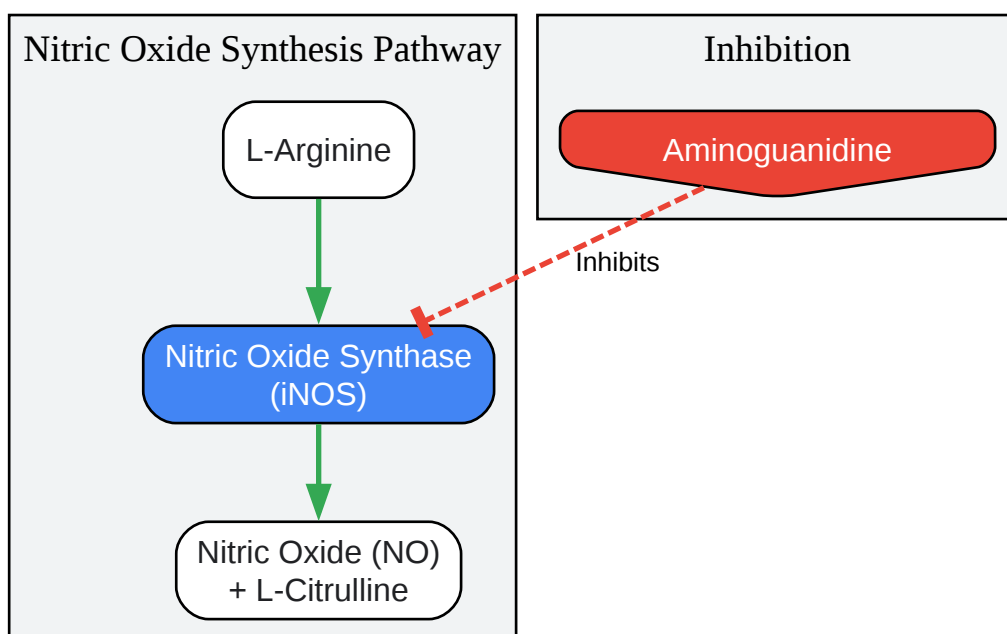 Nitric Oxide Synthesis Pathway
L-Arginine
Nitric Oxide Synthase
(iNOS)
Nitric Oxide (NO)
+ L-Citrulline
Inhibition
Aminoguanidine
Inhibits